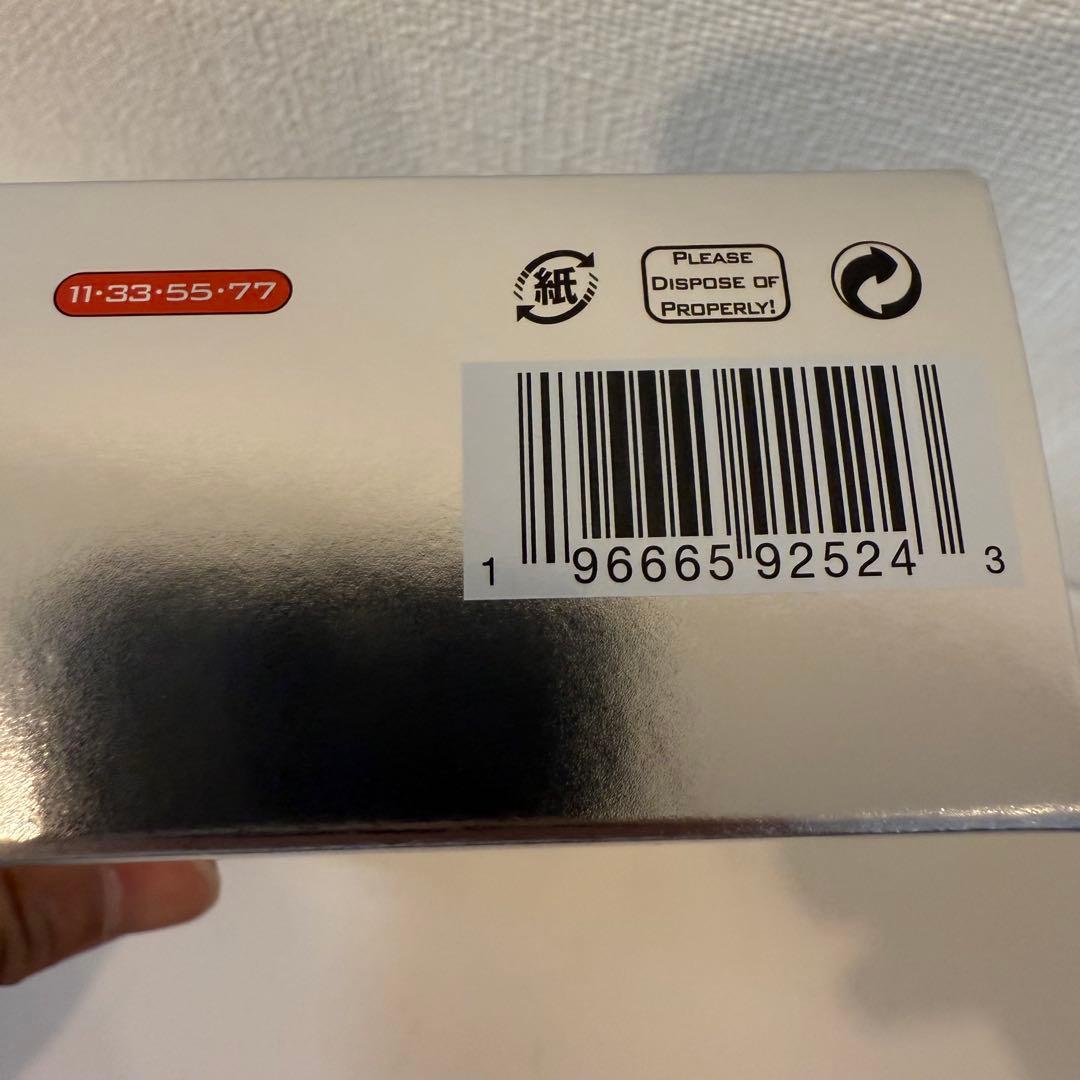 11·33·55·77
紙
PLEASE
DISPOSE OF
PROPERLY!
1 96665 92524 3